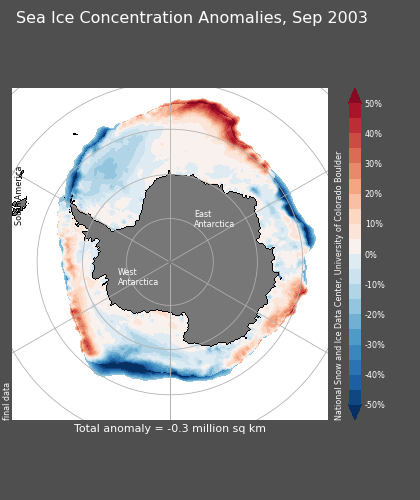 Sea Ice Concentration Anomalies, Sep 2003
South America
East
Antarctica
West
Antarctica
50%
40%
30%
20%
10%
0%
-10%
-20%
-30%
-40%
-50%
National Snow and Ice Data Center, University of Colorado Boulder
final data
Total anomaly = -0.3 million sq km